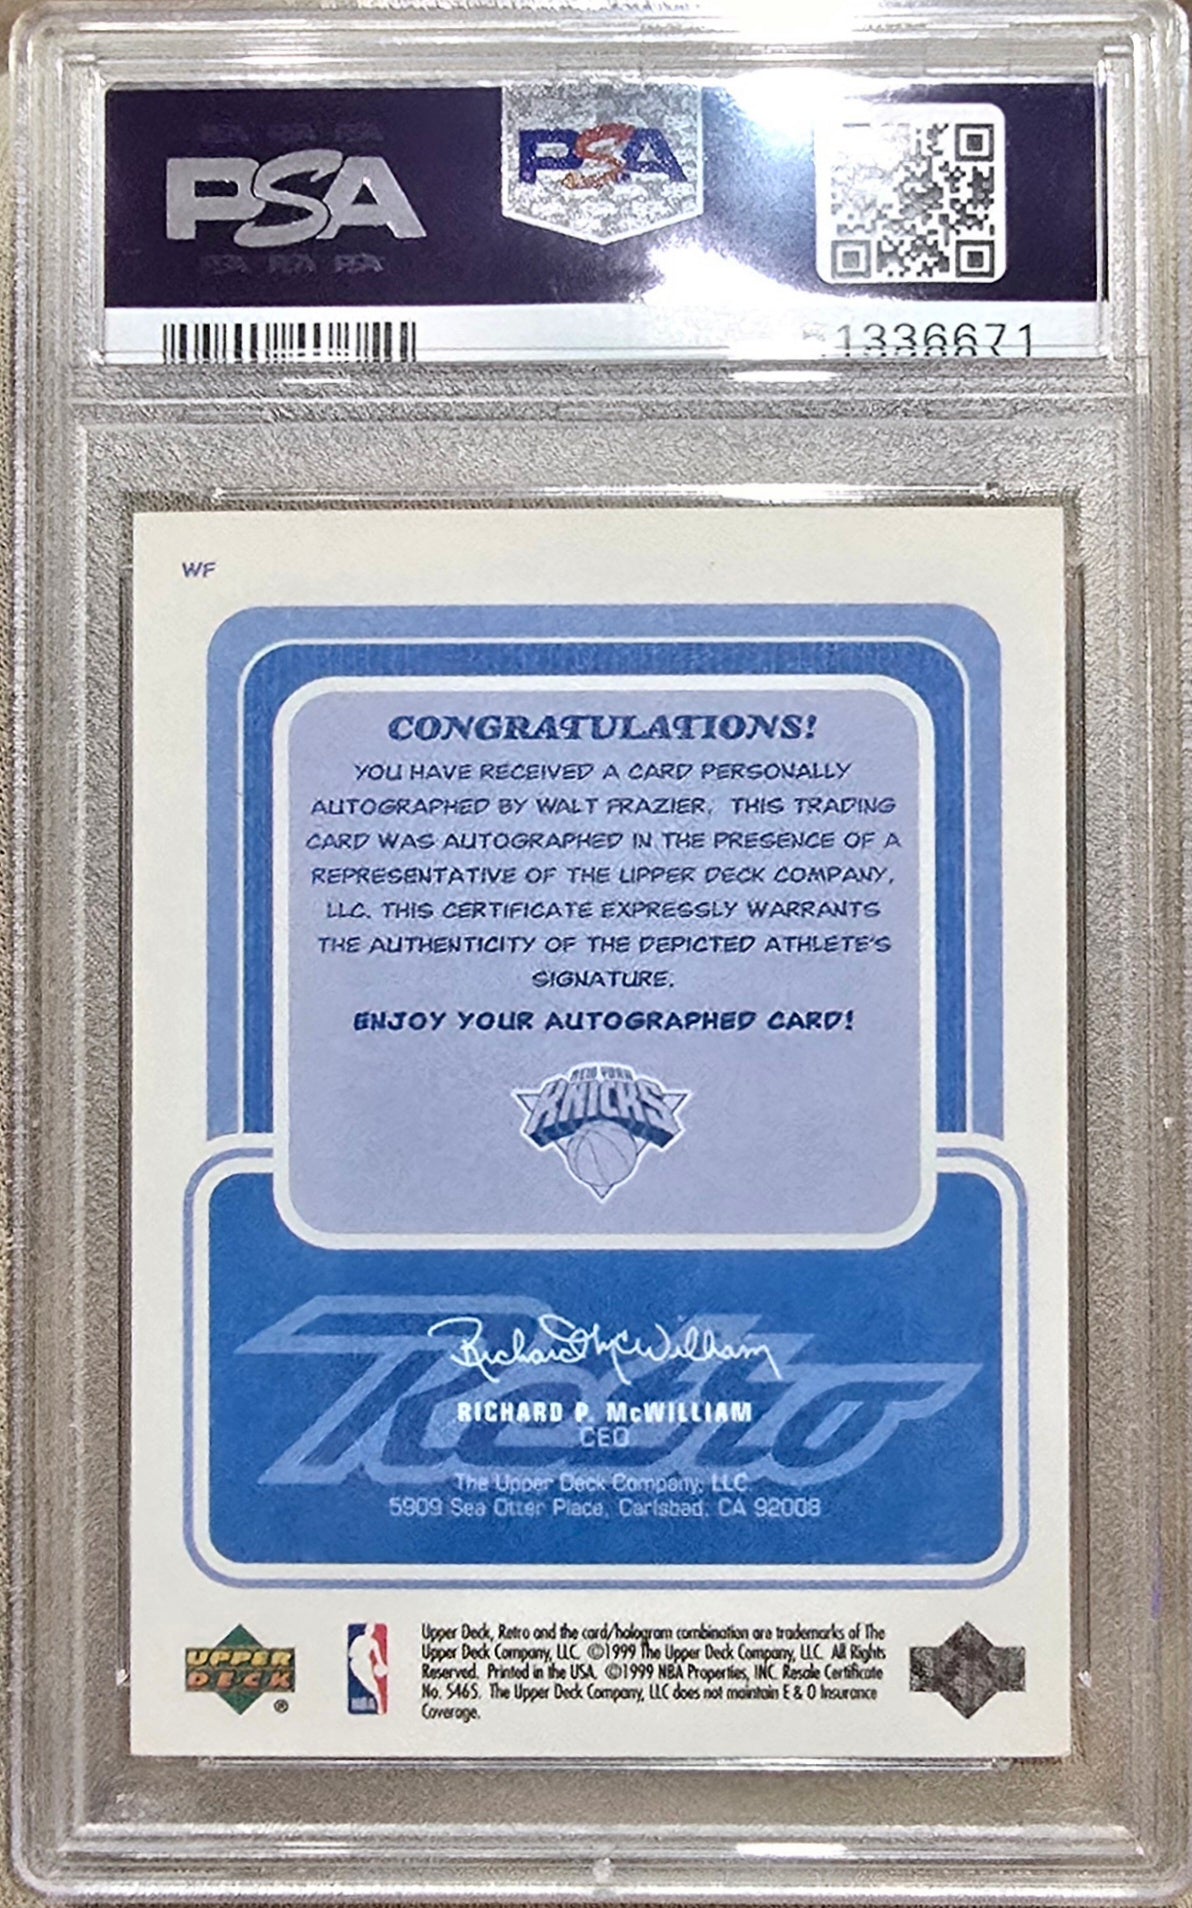 PSA
PSA
1336671
WF
CONGRATULATIONS!
YOU HAVE RECEIVED A CARD PERSONALLY
AUTOGRAPHED BY WALT FRAZIER. THIS TRADING
CARD WAS AUTOGRAPHED IN THE PRESENCE OF A
REPRESENTATIVE OF THE UPPER DECK COMPANY,
LLC. THIS CERTIFICATE EXPRESSLY WARRANTS
THE AUTHENTICITY OF THE DEPICTED ATHLETE'S
SIGNATURE.
ENJOY YOUR AUTOGRAPHED CARD!
NEW YORK
KNICKS
Retro
Richard McWilliam
RICHARD P. McWILLIAM
CEO
The Upper Deck Company, LLC
5909 Sea Otter Place, Carlsbad, CA 92008
UPPER
DECK
®
NBA
Upper Deck, Retro and the card/hologram combination are trademarks of The
Upper Deck Company, LLC. ©1999 The Upper Deck Company, LLC. All Rights
Reserved. Printed in the USA. ©1999 NBA Properties, INC. Resale Certificate
No. 5465. The Upper Deck Company, LLC does not maintain E & O Insurance
Coverage.